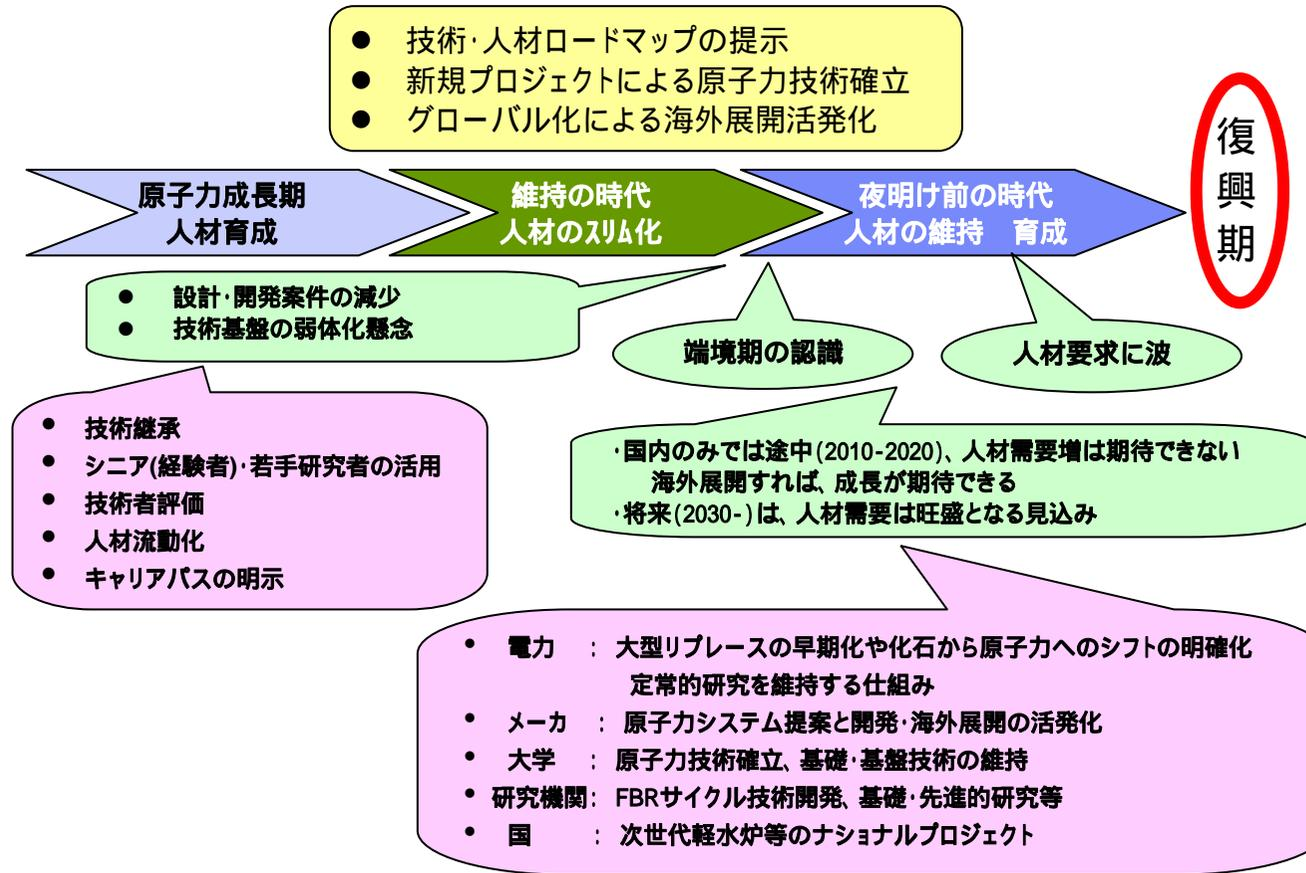 ● 技術・人材ロードマップの提示
● 新規プロジェクトによる原子力技術確立
● グローバル化による海外展開活発化
原子力成長期
人材育成
維持の時代
人材のｽﾘﾑ化
夜明け前の時代
人材の維持　育成
復
興
期
● 設計・開発案件の減少
● 技術基盤の弱体化懸念
端境期の認識
人材要求に波
• 技術継承
• シニア(経験者)・若手研究者の活用
• 技術者評価
• 人材流動化
• キャリアパスの明示
・国内のみでは途中(2010-2020)、人材需要増は期待できない
海外展開すれば、成長が期待できる
・将来(2030-)は、人材需要は旺盛となる見込み
• 電力　: 大型リプレースの早期化や化石から原子力へのシフトの明確化
定常的研究を維持する仕組み
• メーカ　: 原子力システム提案と開発・海外展開の活発化
• 大学　: 原子力技術確立、基礎・基盤技術の維持
• 研究機関: FBRサイクル技術開発、基礎・先進的研究等
• 国　: 次世代軽水炉等のナショナルプロジェクト